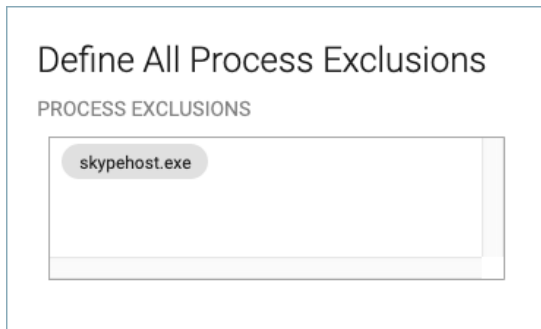 Define All Process Exclusions
PROCESS EXCLUSIONS
skypehost.exe